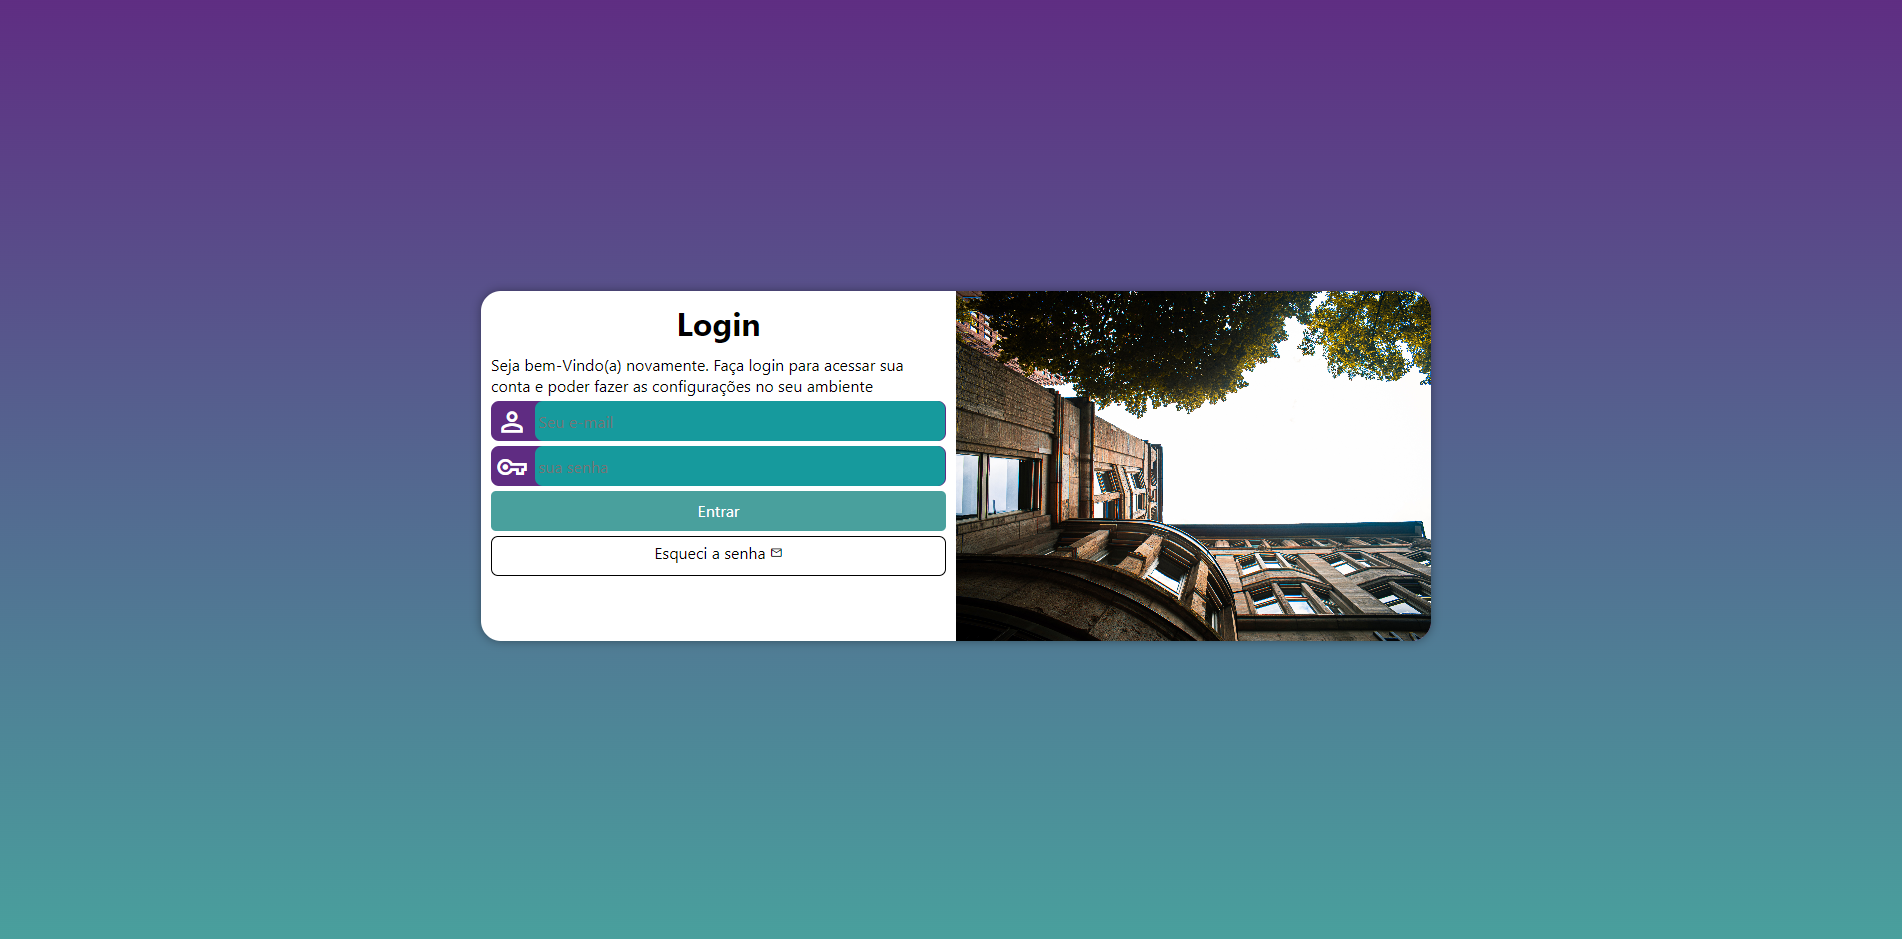 Login
Seja bem-Vindo(a) novamente. Faça login para acessar sua
conta e poder fazer as configurações no seu ambiente
Seu e-mail
sua senha
Entrar
Esqueci a senha